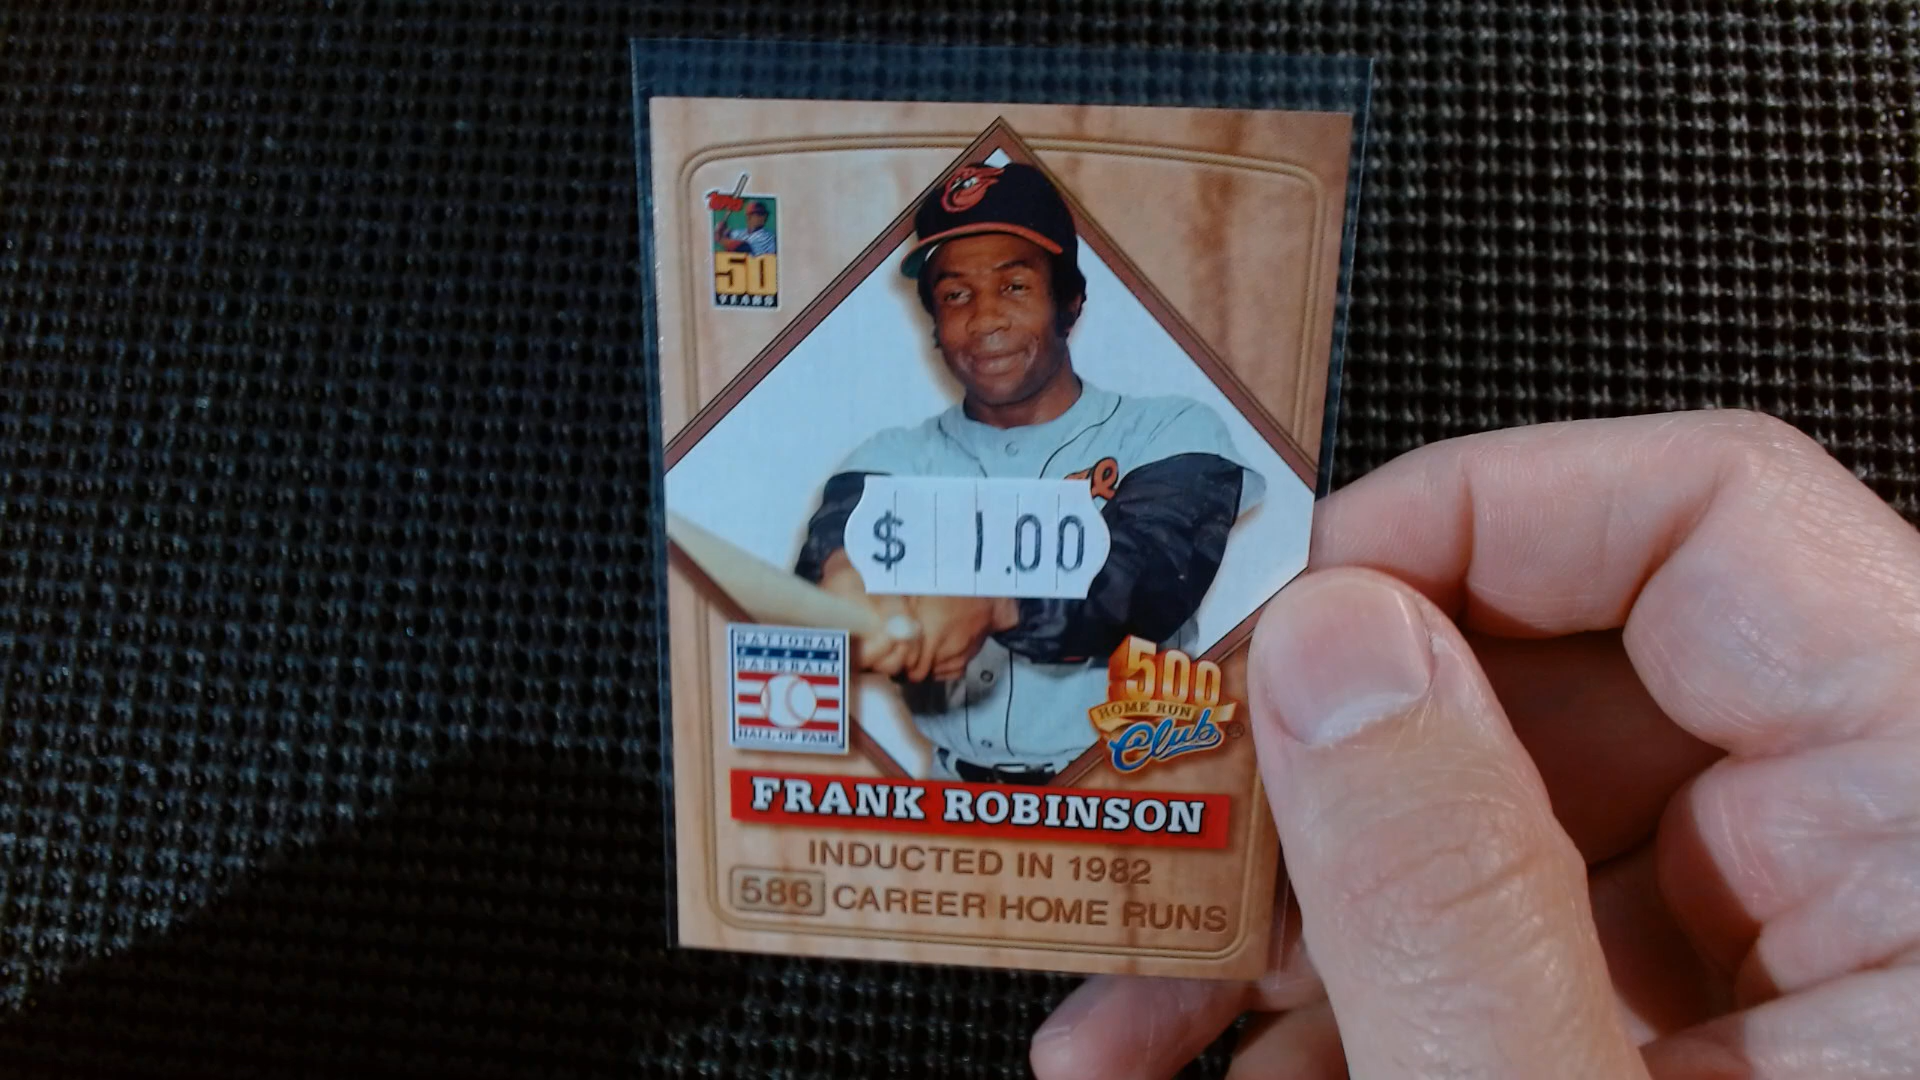 Topps
50
YEARS
$ 1.00
NATIONAL
BASEBALL
HALL OF FAME
500
HOME RUN
Club
FRANK ROBINSON
INDUCTED IN 1982
586 CAREER HOME RUNS